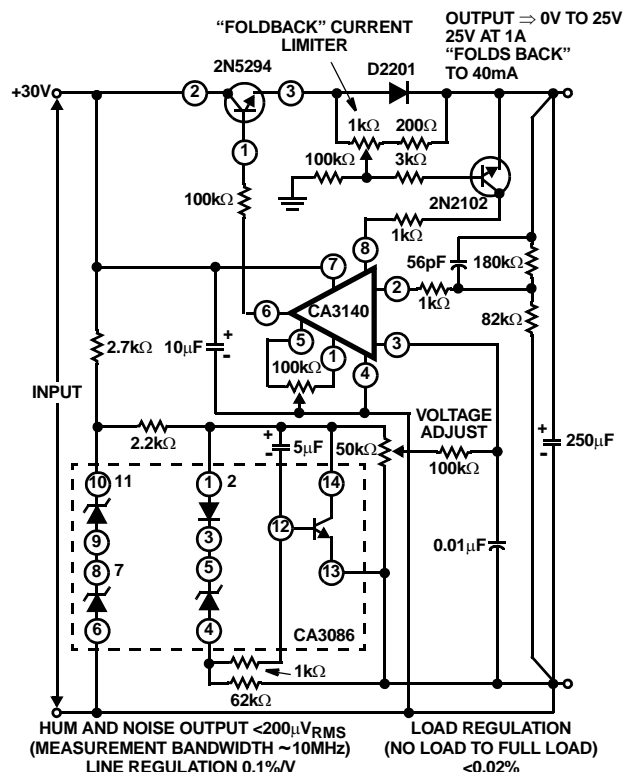 OUTPUT ⇒ 0V TO 25V
25V AT 1A
“FOLDS BACK”
TO 40mA
“FOLDBACK” CURRENT
LIMITER
2N5294
D2201
+30V
2
3
1kΩ
200Ω
1
100kΩ
3kΩ
100kΩ
2N2102
8
1kΩ
7
56pF
180kΩ
6
CA3140
2
1kΩ
5
1
3
82kΩ
2.7kΩ
10µF
+
-
100kΩ
4
INPUT
VOLTAGE
ADJUST
2.2kΩ
+
-
5µF
50kΩ
100kΩ
+
-
250µF
10
11
1
2
14
9
3
12
0.01µF
8
7
5
13
6
4
CA3086
1kΩ
62kΩ
HUM AND NOISE OUTPUT <200µVRMS
(MEASUREMENT BANDWIDTH ~10MHz)
LINE REGULATION 0.1%/V
LOAD REGULATION
(NO LOAD TO FULL LOAD)
<0.02%